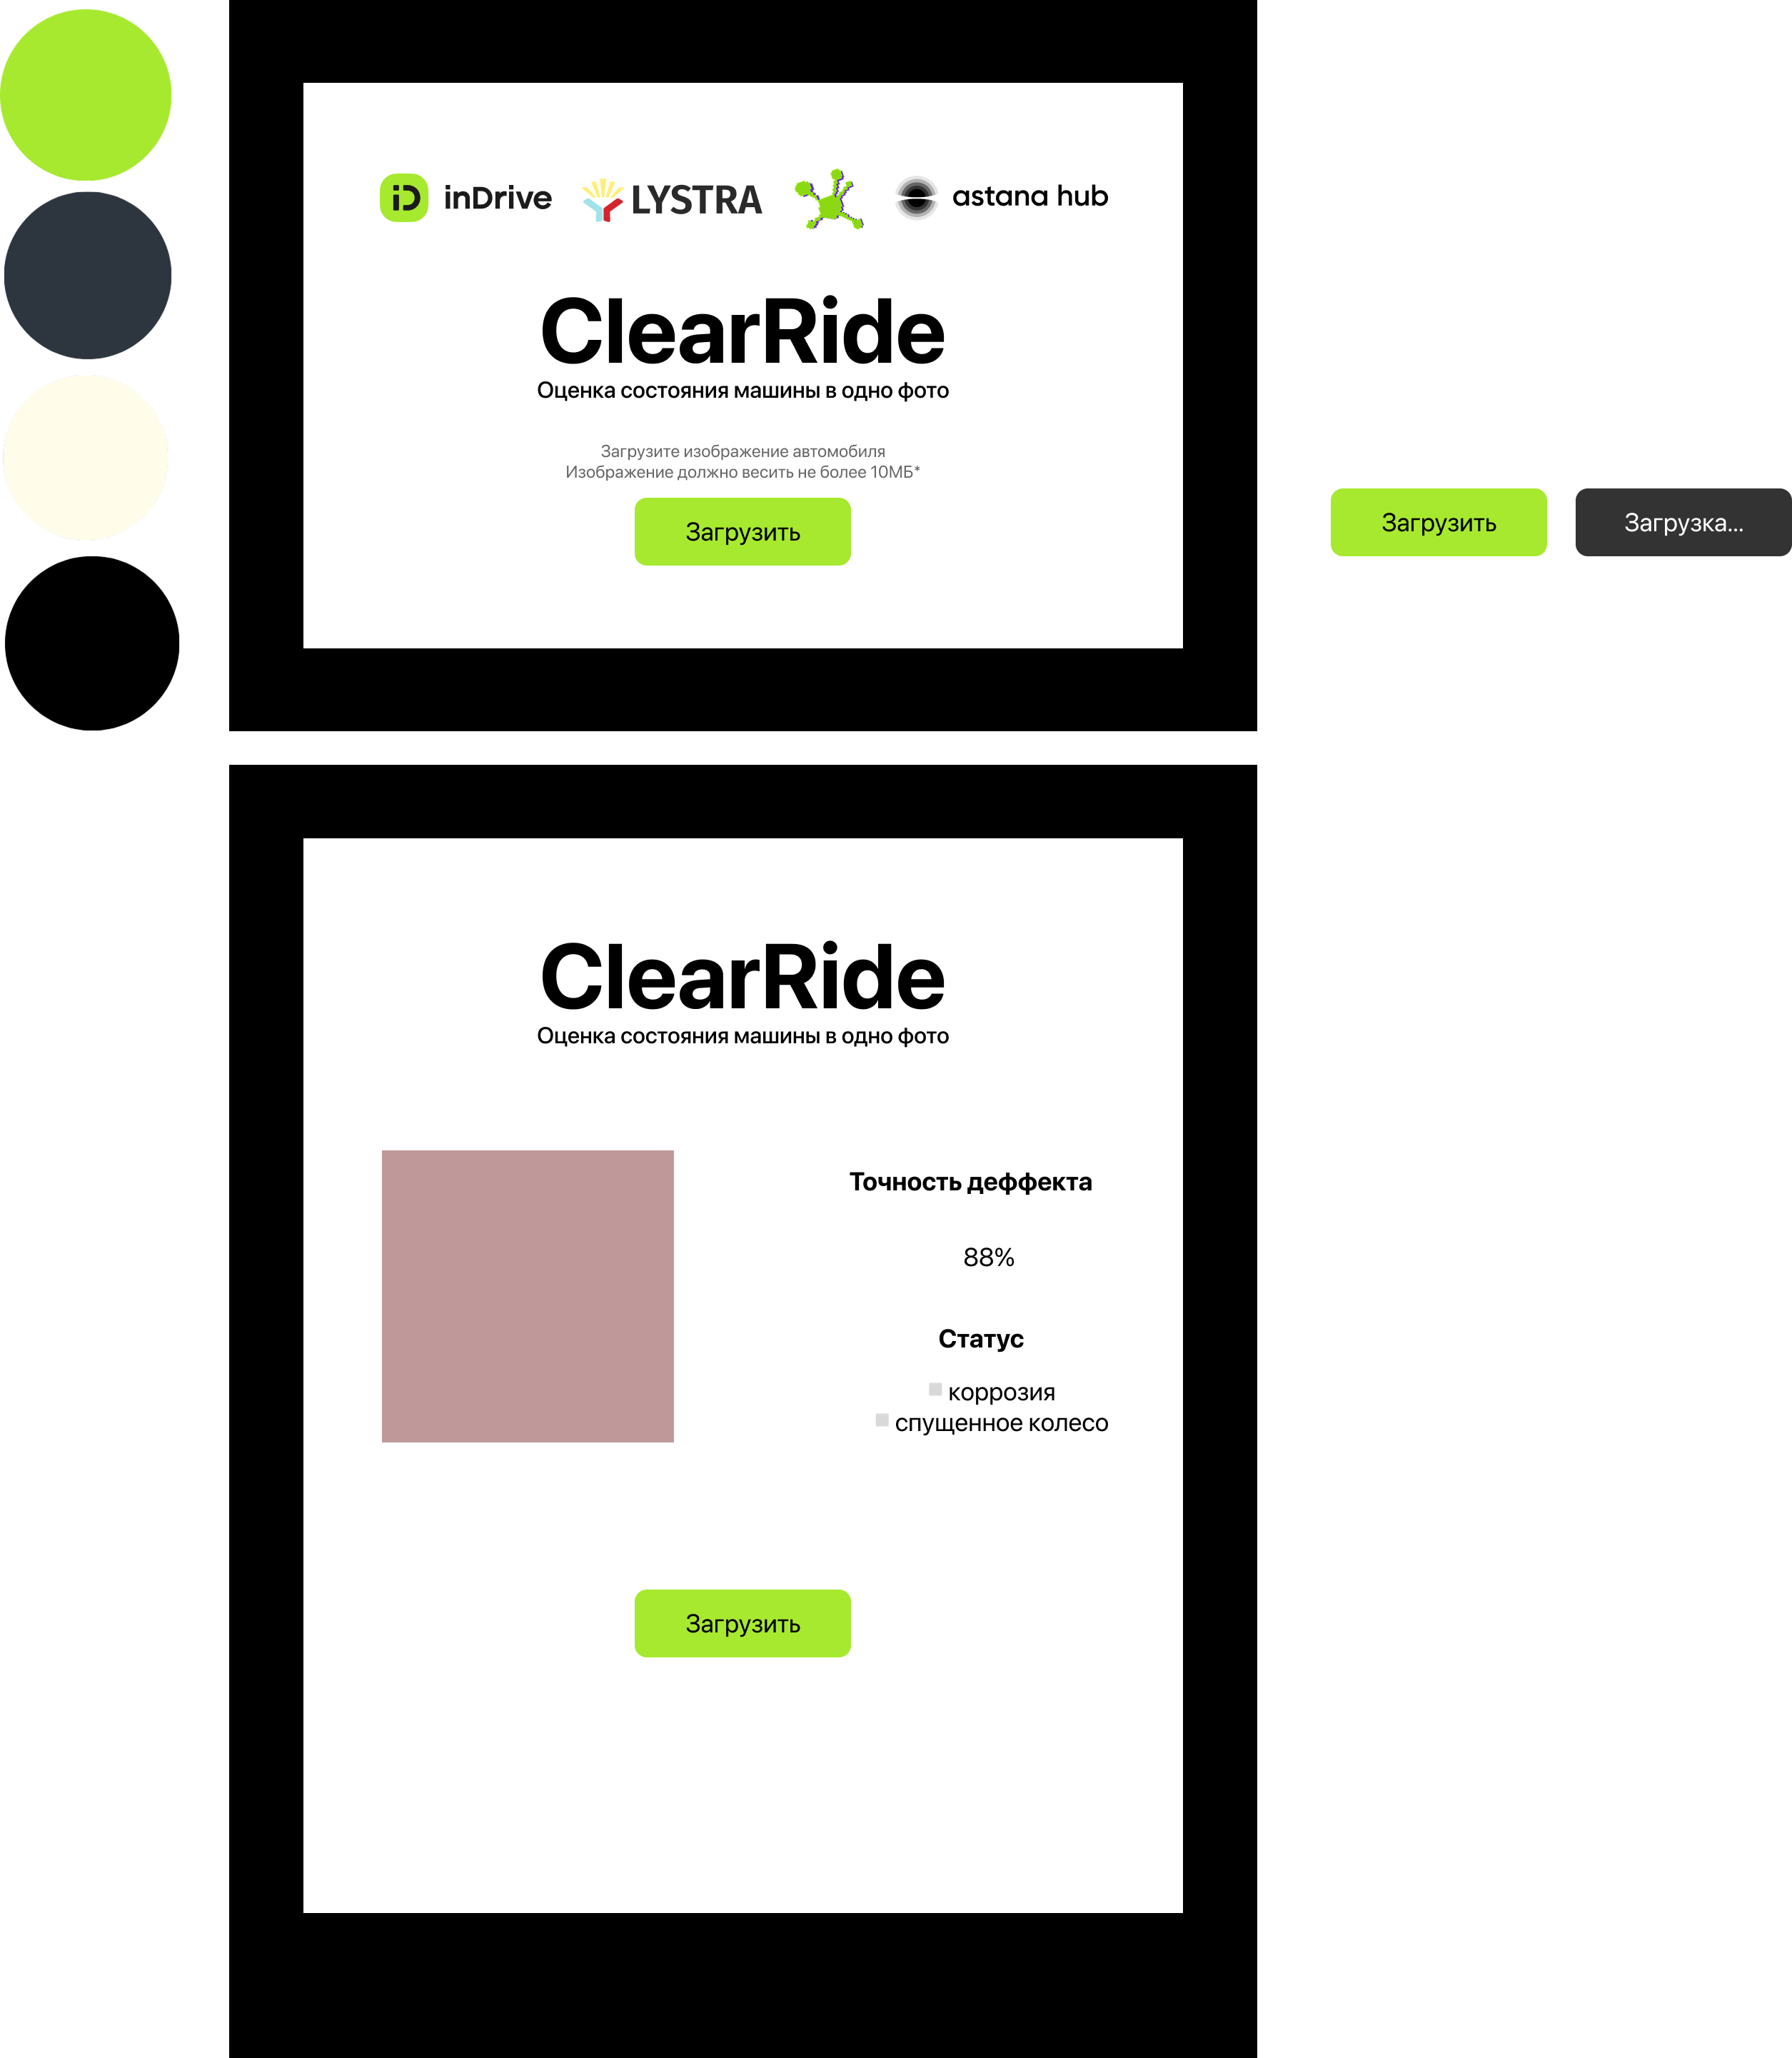 inDrive
LYSTRA
astana hub
ClearRide
Оценка состояния машины в одно фото
Загрузите изображение автомобиля
Изображение должно весить не более 10МБ*
Загрузить
Загрузить
Загрузка...
ClearRide
Оценка состояния машины в одно фото
Точность деффекта
88%
Статус
коррозия
спущенное колесо
Загрузить